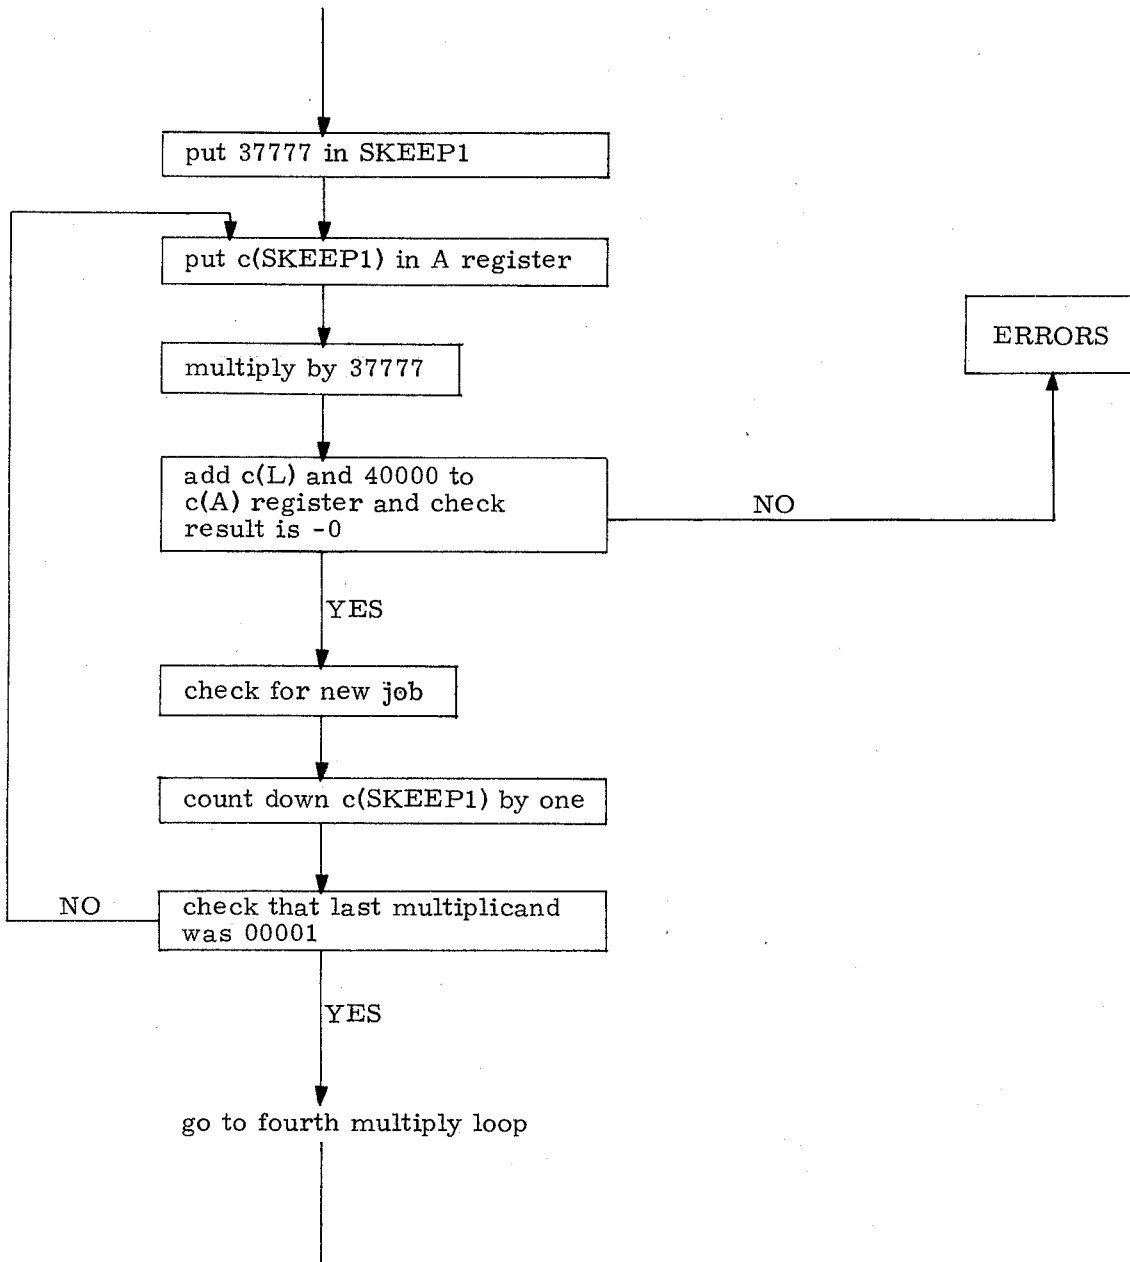 put 37777 in SKEEP1
put c(SKEEP1) in A register
multiply by 37777
ERRORS
add c(L) and 40000 to
c(A) register and check
result is -0
NO
YES
check for new job
count down c(SKEEP1) by one
NO
check that last multiplicand
was 00001
YES
go to fourth multiply loop